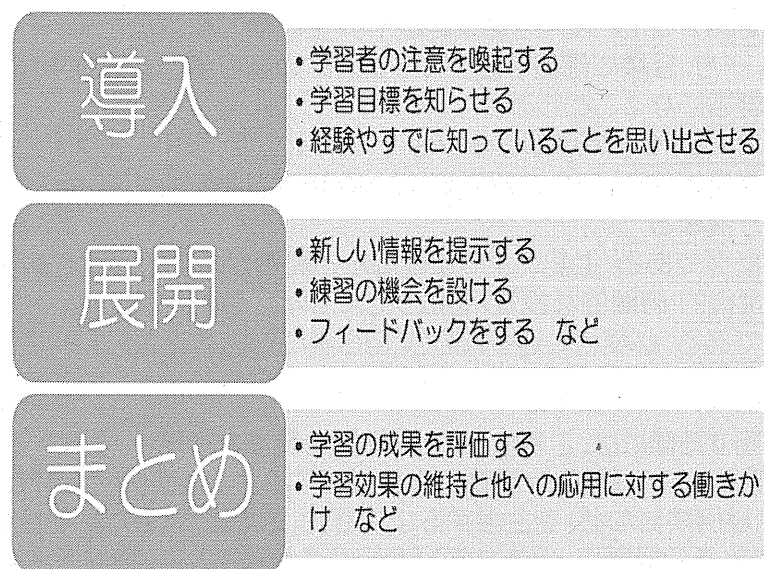 導入
・学習者の注意を喚起する
・学習目標を知らせる
・経験やすでに知っていることを思い出させる
展開
・新しい情報を提示する
・練習の機会を設ける
・フィードバックをする など
まとめ
・学習の成果を評価する
・学習効果の維持と他への応用に対する働きか
け など